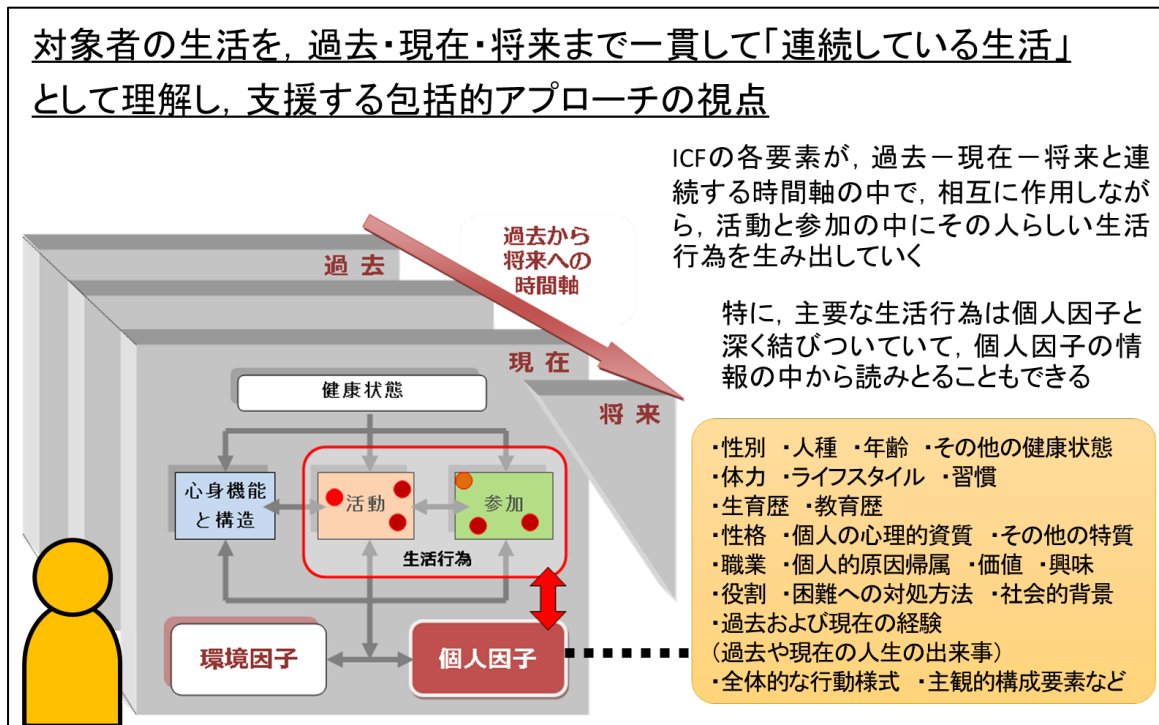 対象者の生活を，過去・現在・将来まで一貫して「連続している生活」
として理解し，支援する包括的アプローチの視点
ICFの各要素が，過去－現在－将来と連
続する時間軸の中で，相互に作用しなが
ら，活動と参加の中にその人らしい生活
行為を生み出していく
特に，主要な生活行為は個人因子と
深く結びついていて，個人因子の情
報の中から読みとることもできる
過去から
将来への
時間軸
過 去
現 在
将 来
健康状態
心身機能
と構造
活動
参加
生活行為
環境因子
個人因子
・性別 ・人種 ・年齢 ・その他の健康状態
・体力 ・ライフスタイル ・習慣
・生育歴 ・教育歴
・性格 ・個人の心理的資質 ・その他の特質
・職業 ・個人的原因帰属 ・価値 ・興味
・役割 ・困難への対処方法 ・社会的背景
・過去および現在の経験
（過去や現在の人生の出来事）
・全体的な行動様式 ・主観的構成要素など